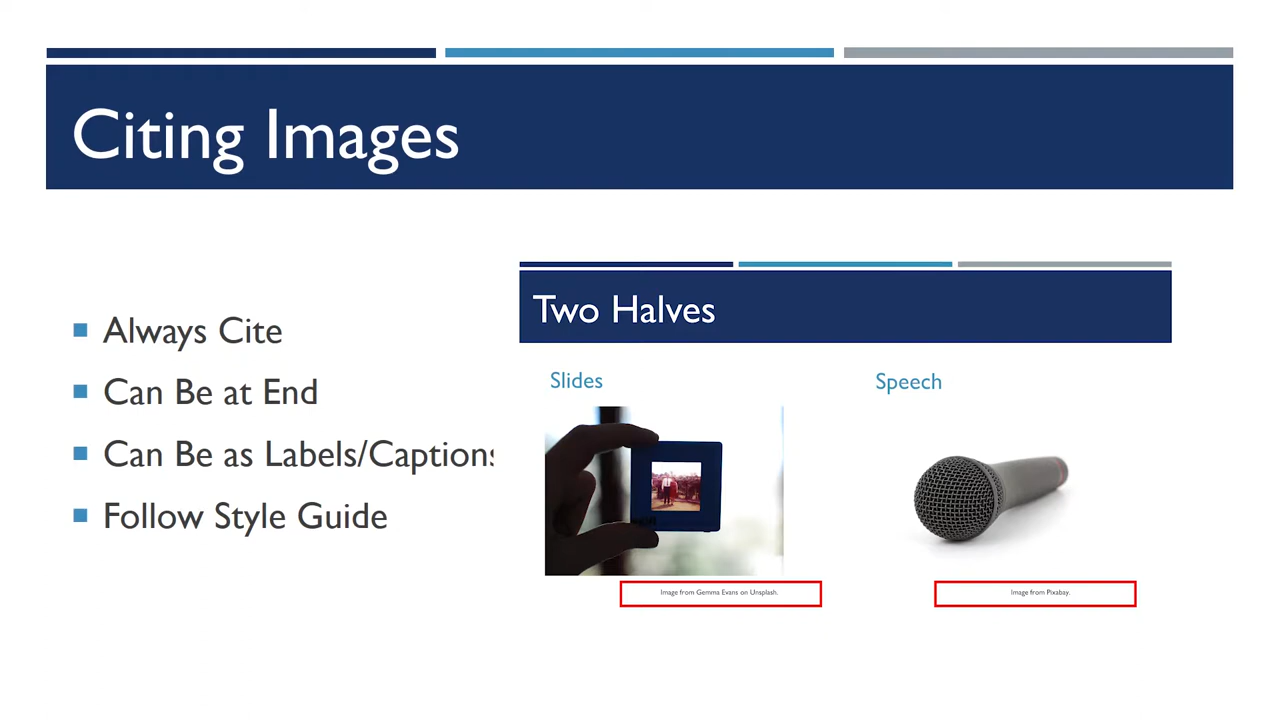 Citing Images
Always Cite
Can Be at End
Can Be as Labels/Captions
Follow Style Guide
Two Halves
Slides
Speech
Image from Gemma Evans on Unsplash.
Image from Pixabay.